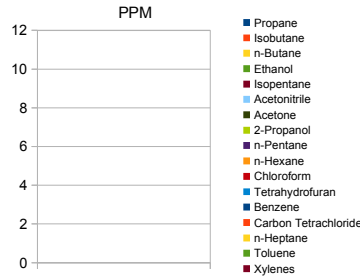 PPM
12
10
8
6
4
2
0
Propane
Isobutane
n-Butane
Ethanol
Isopentane
Acetonitrile
Acetone
2-Propanol
n-Pentane
n-Hexane
Chloroform
Tetrahydrofuran
Benzene
Carbon Tetrachloride
n-Heptane
Toluene
Xylenes